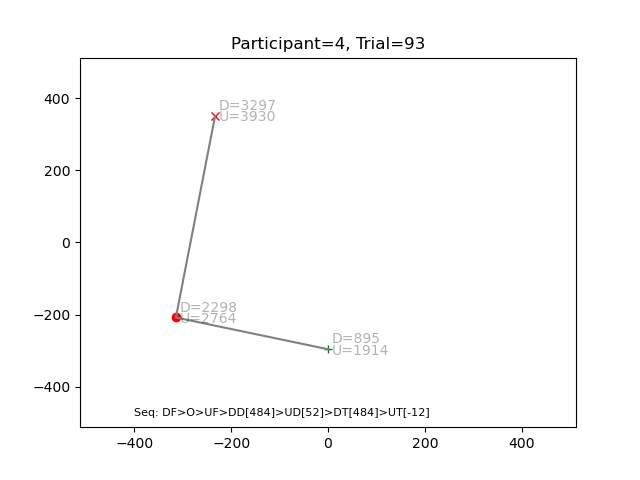 Participant=4, Trial=93
400
200
0
−200
−400
D=3297
U=3930
D=2298
U=2764
D=895
U=1914
Seq: DF>O>UF>DD[484]>UD[52]>DT[484]>UT[-12]
−400 −200 0 200 400